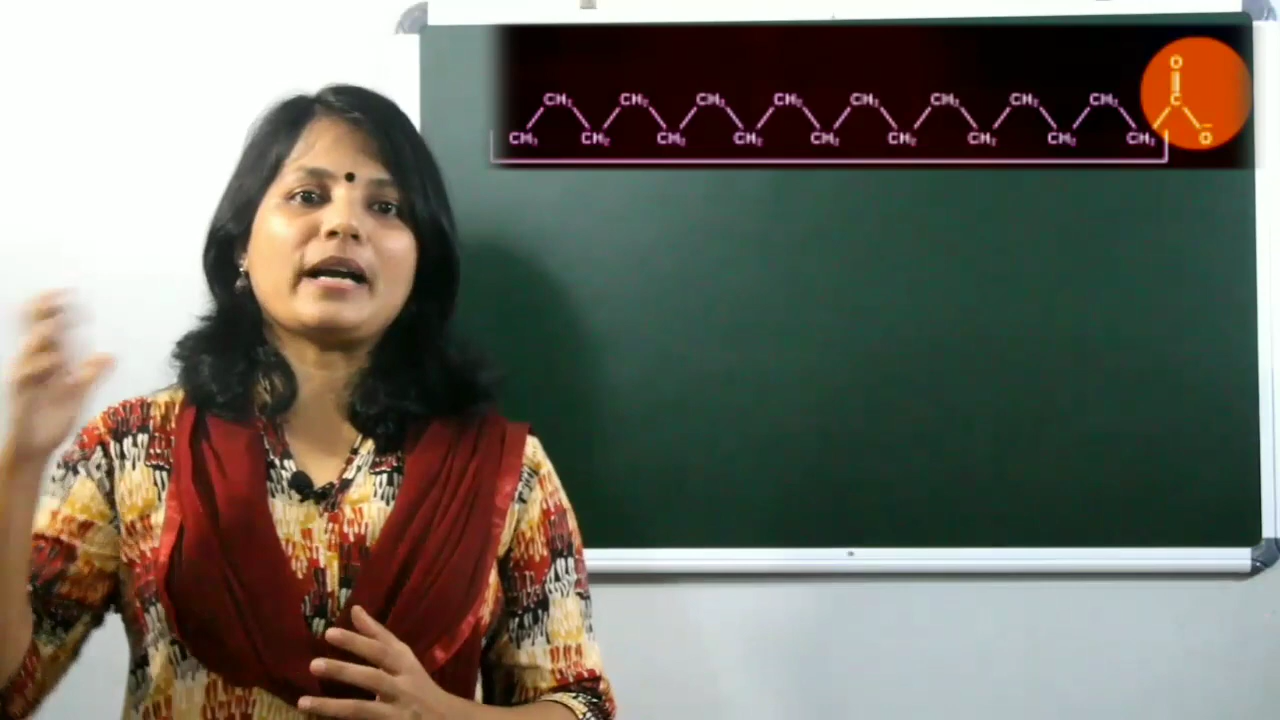 O
CH₂ CH₂ CH₂ CH₂ CH₂ CH₂ CH₂ CH₂ C
CH₃ CH₂ CH₂ CH₂ CH₂ CH₂ CH₂ CH₂ CH₂ O⁻